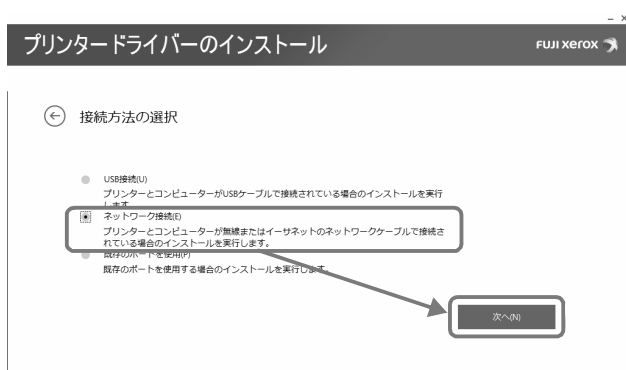 プリンタードライバーのインストール
FUJI xerox
接続方法の選択
USB接続(U)
プリンターとコンピューターがUSBケーブルで接続されている場合のインストールを実行
します。
ネットワーク接続(E)
プリンターとコンピューターが無線またはイーサネットのネットワークケーブルで接続さ
れている場合のインストールを実行します。
既存のポートを使用(P)
既存のポートを使用する場合のインストールを実行します。
次へ(N)